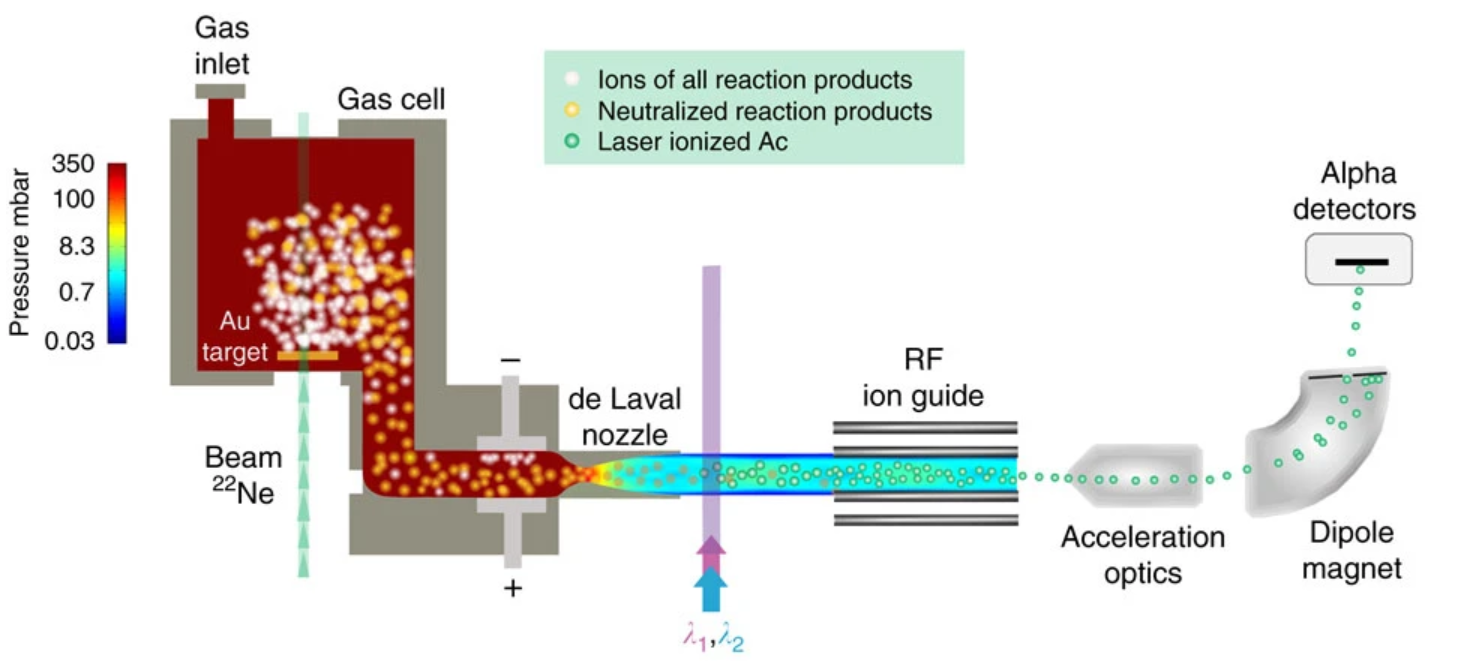 Gas
inlet
Gas cell
Ions of all reaction products
Neutralized reaction products
Laser ionized Ac
Pressure mbar
350
100
8.3
0.7
0.03
Au
target
Beam
²²Ne
–
+
de Laval
nozzle
λ₁,λ₂
RF
ion guide
Acceleration
optics
Dipole
magnet
Alpha
detectors